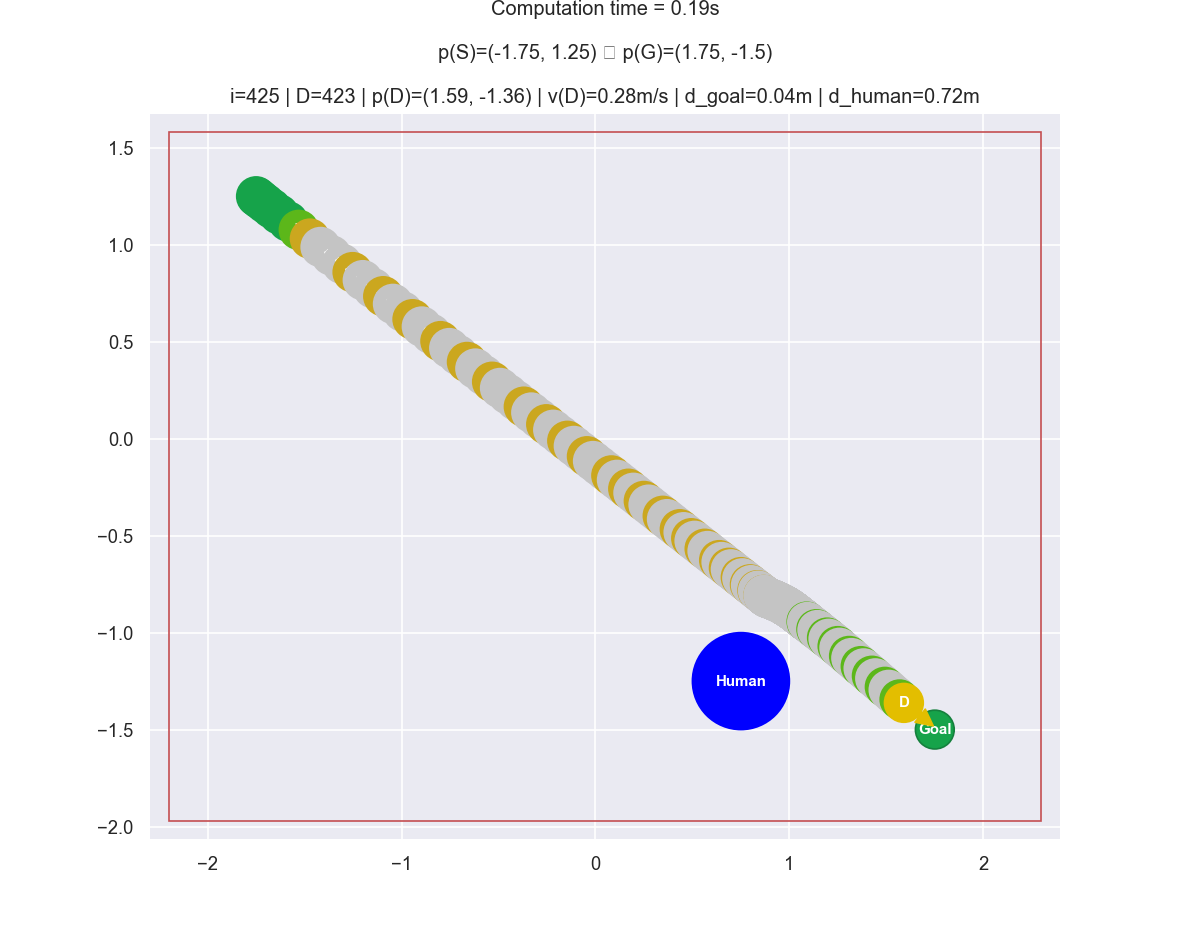 Computation time = 0.19s
p(S)=(-1.75, 1.25) □ p(G)=(1.75, -1.5)
i=425 | D=423 | p(D)=(1.59, -1.36) | v(D)=0.28m/s | d_goal=0.04m | d_human=0.72m
1.5
1.0
0.5
0.0
−0.5
−1.0
Human
D
−1.5
Goal
−2.0
−2 −1 0 1 2